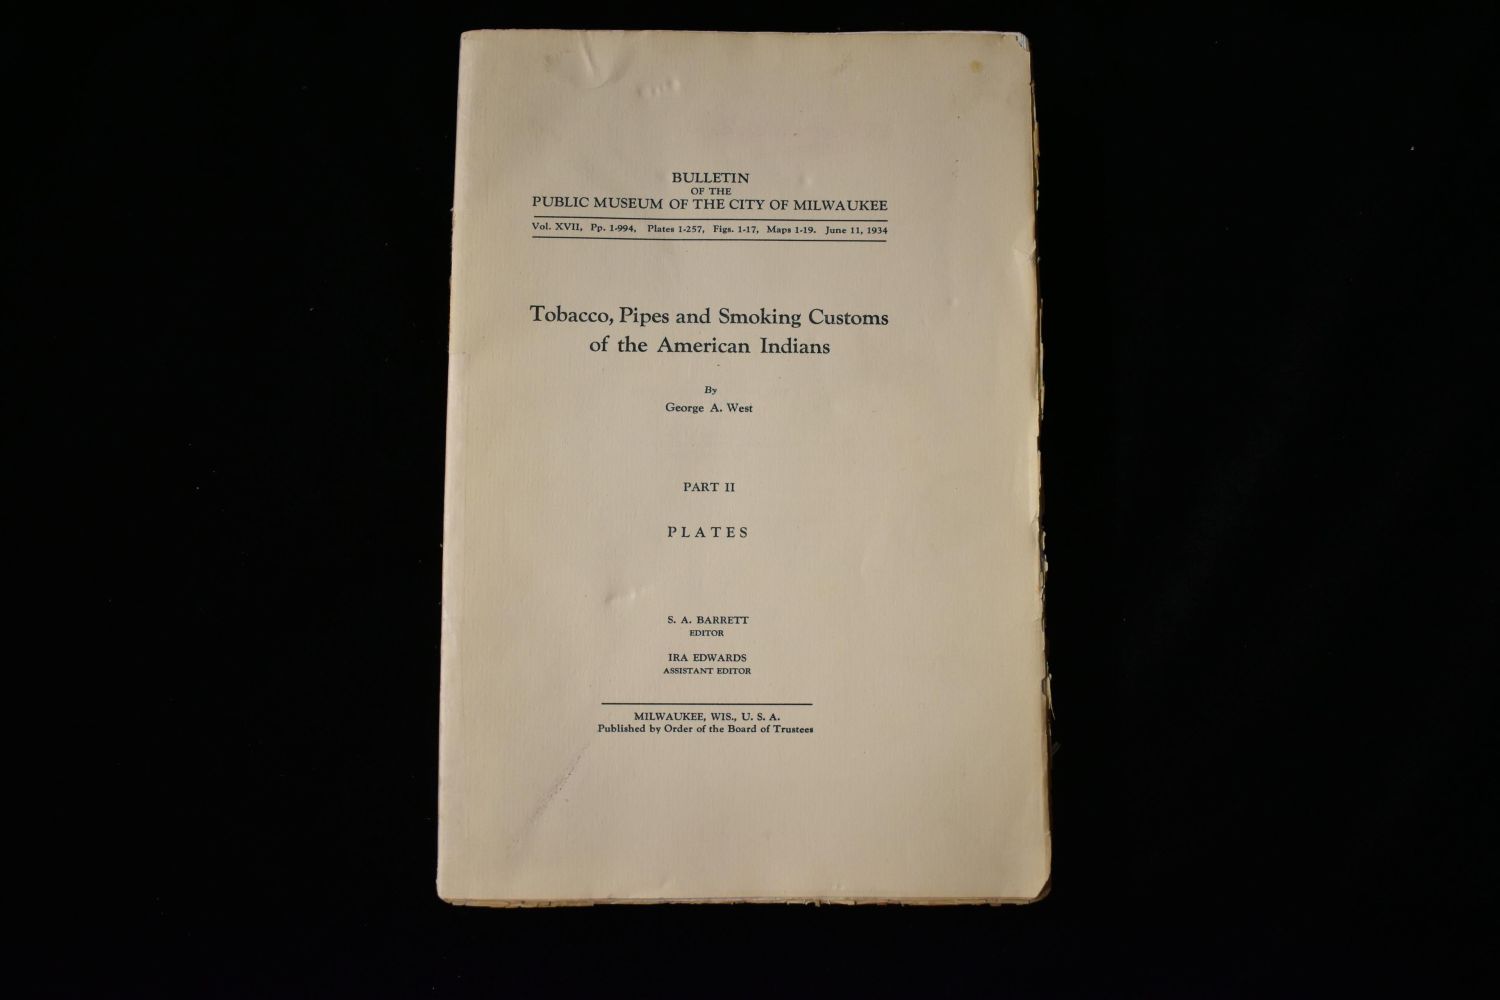 BULLETIN
OF THE
PUBLIC MUSEUM OF THE CITY OF MILWAUKEE
Vol. XVII, Pp. 1-994, Plates 1-257, Figs. 1-17, Maps 1-19. June 11, 1934
Tobacco, Pipes and Smoking Customs
of the American Indians
By
George A. West
PART II
PLATES
S. A. BARRETT
EDITOR
IRA EDWARDS
ASSISTANT EDITOR
MILWAUKEE, WIS., U. S. A.
Published by Order of the Board of Trustees